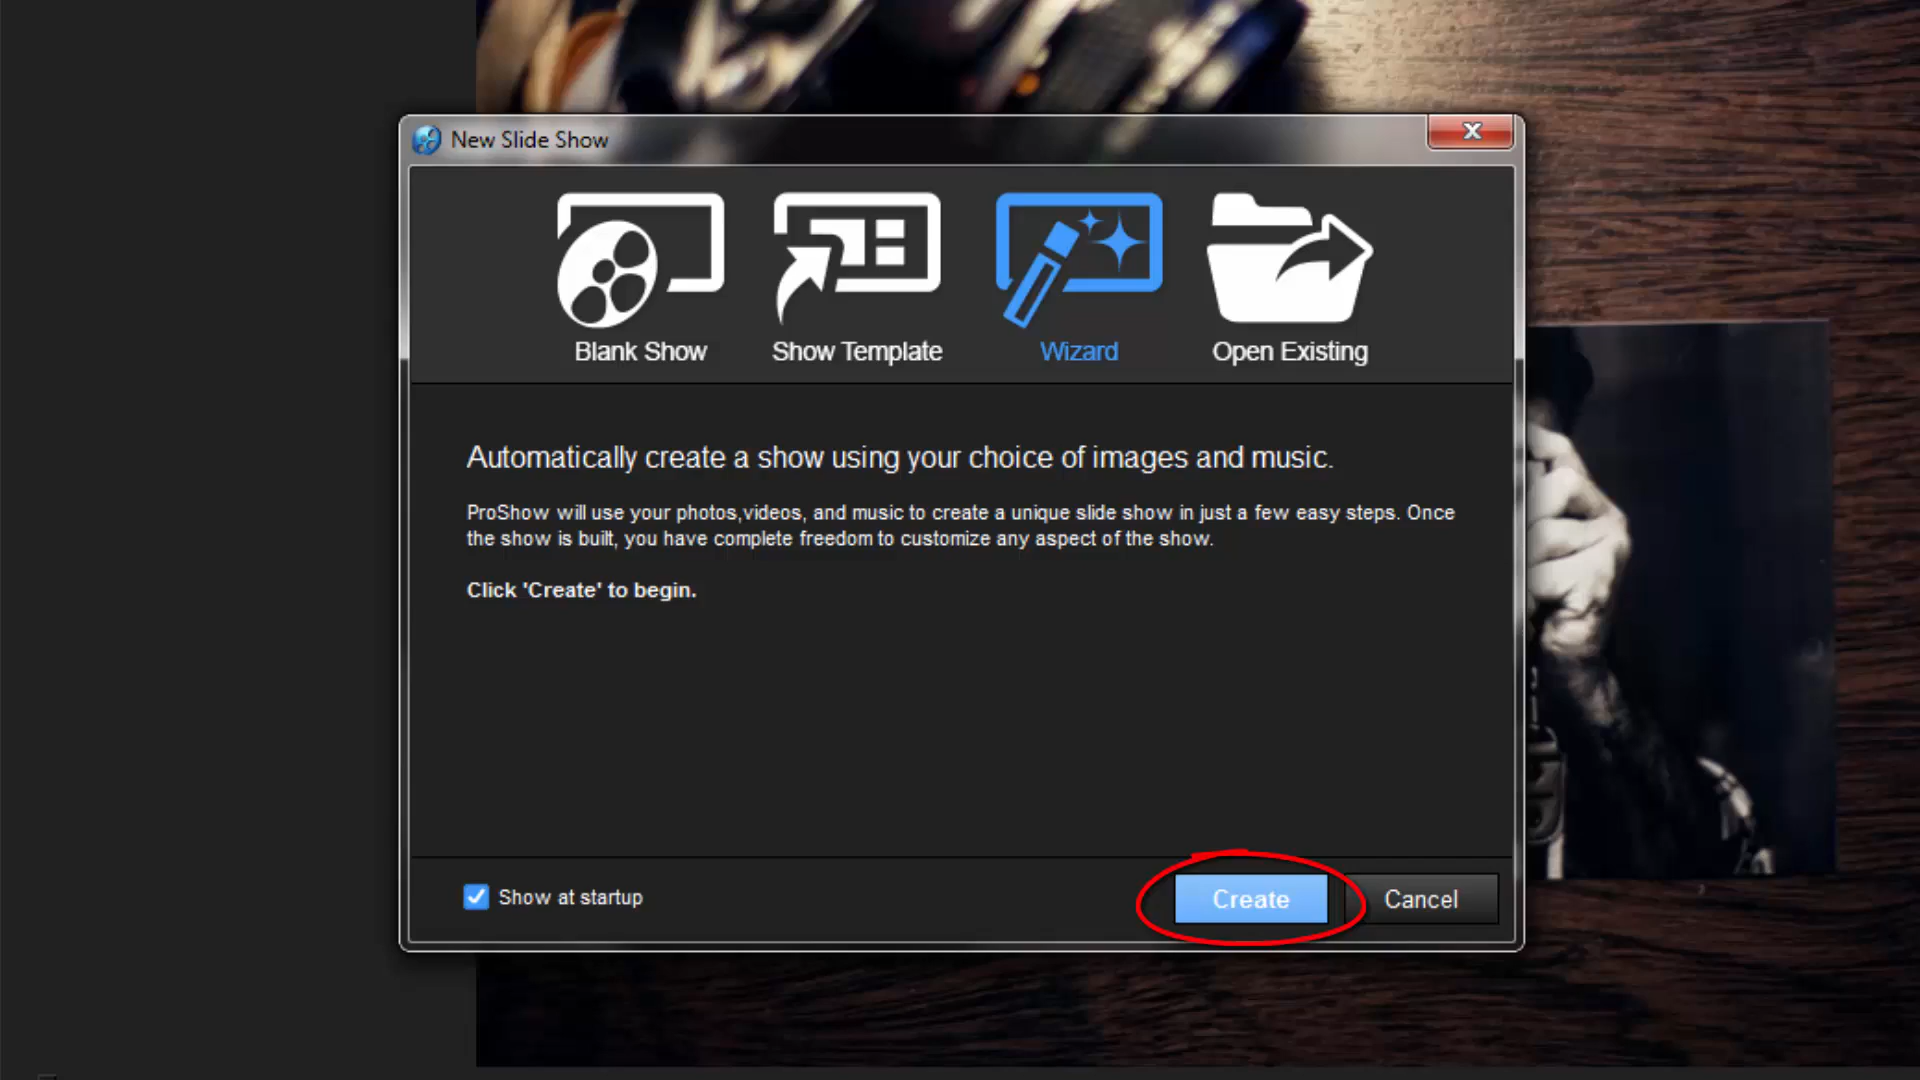 New Slide Show
Blank Show
Show Template
Wizard
Open Existing
Automatically create a show using your choice of images and music.
ProShow will use your photos,videos, and music to create a unique slide show in just a few easy steps. Once
the show is built, you have complete freedom to customize any aspect of the show.
Click 'Create' to begin.
Show at startup
Create
Cancel